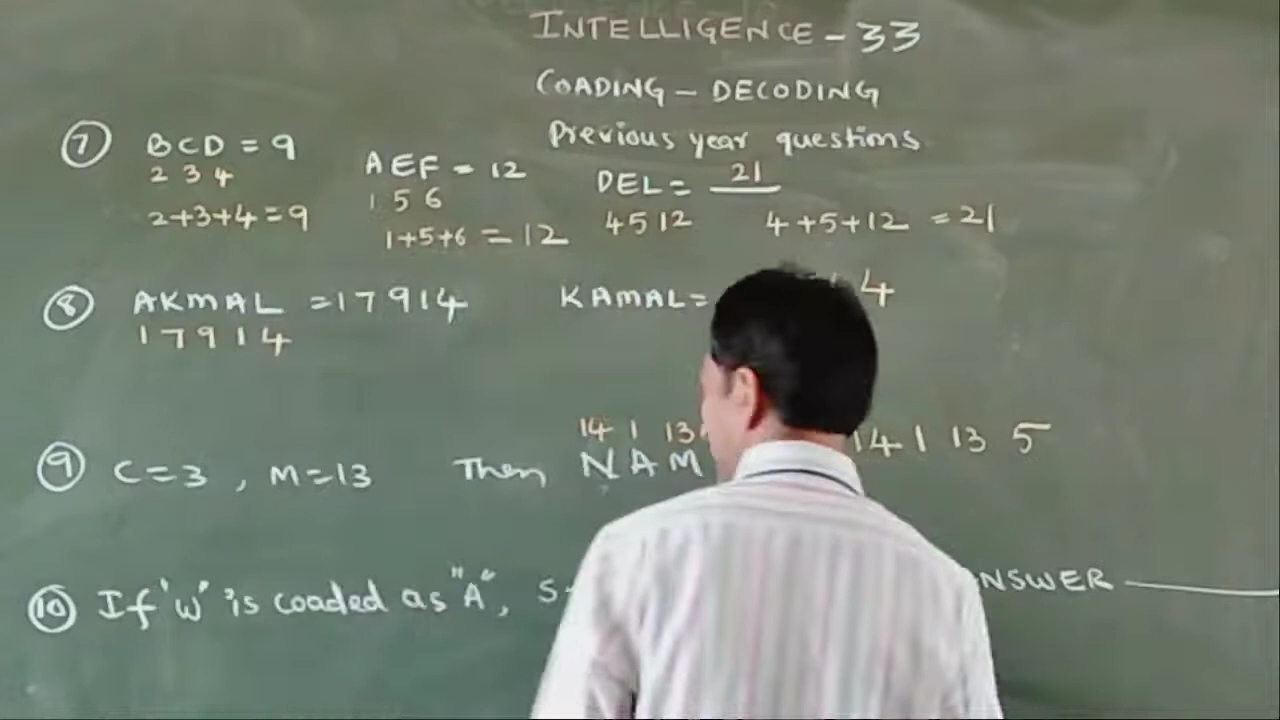 INTELLIGENCE - 33
COADING - DECODING
Previous year questions
7 BCD = 9 AEF = 12 DEL = 21
2 3 4 1 5 6 4 5 12 4+5+12 = 21
2+3+4=9 1+5+6 = 12
8 AKMAL =17914 KAMAL= 4
1 7 9 1 4
14 1 13 14 1 13 5
9 C=3 , M=13 Then NAM
10 If 'W' is coaded as "A", NSWER